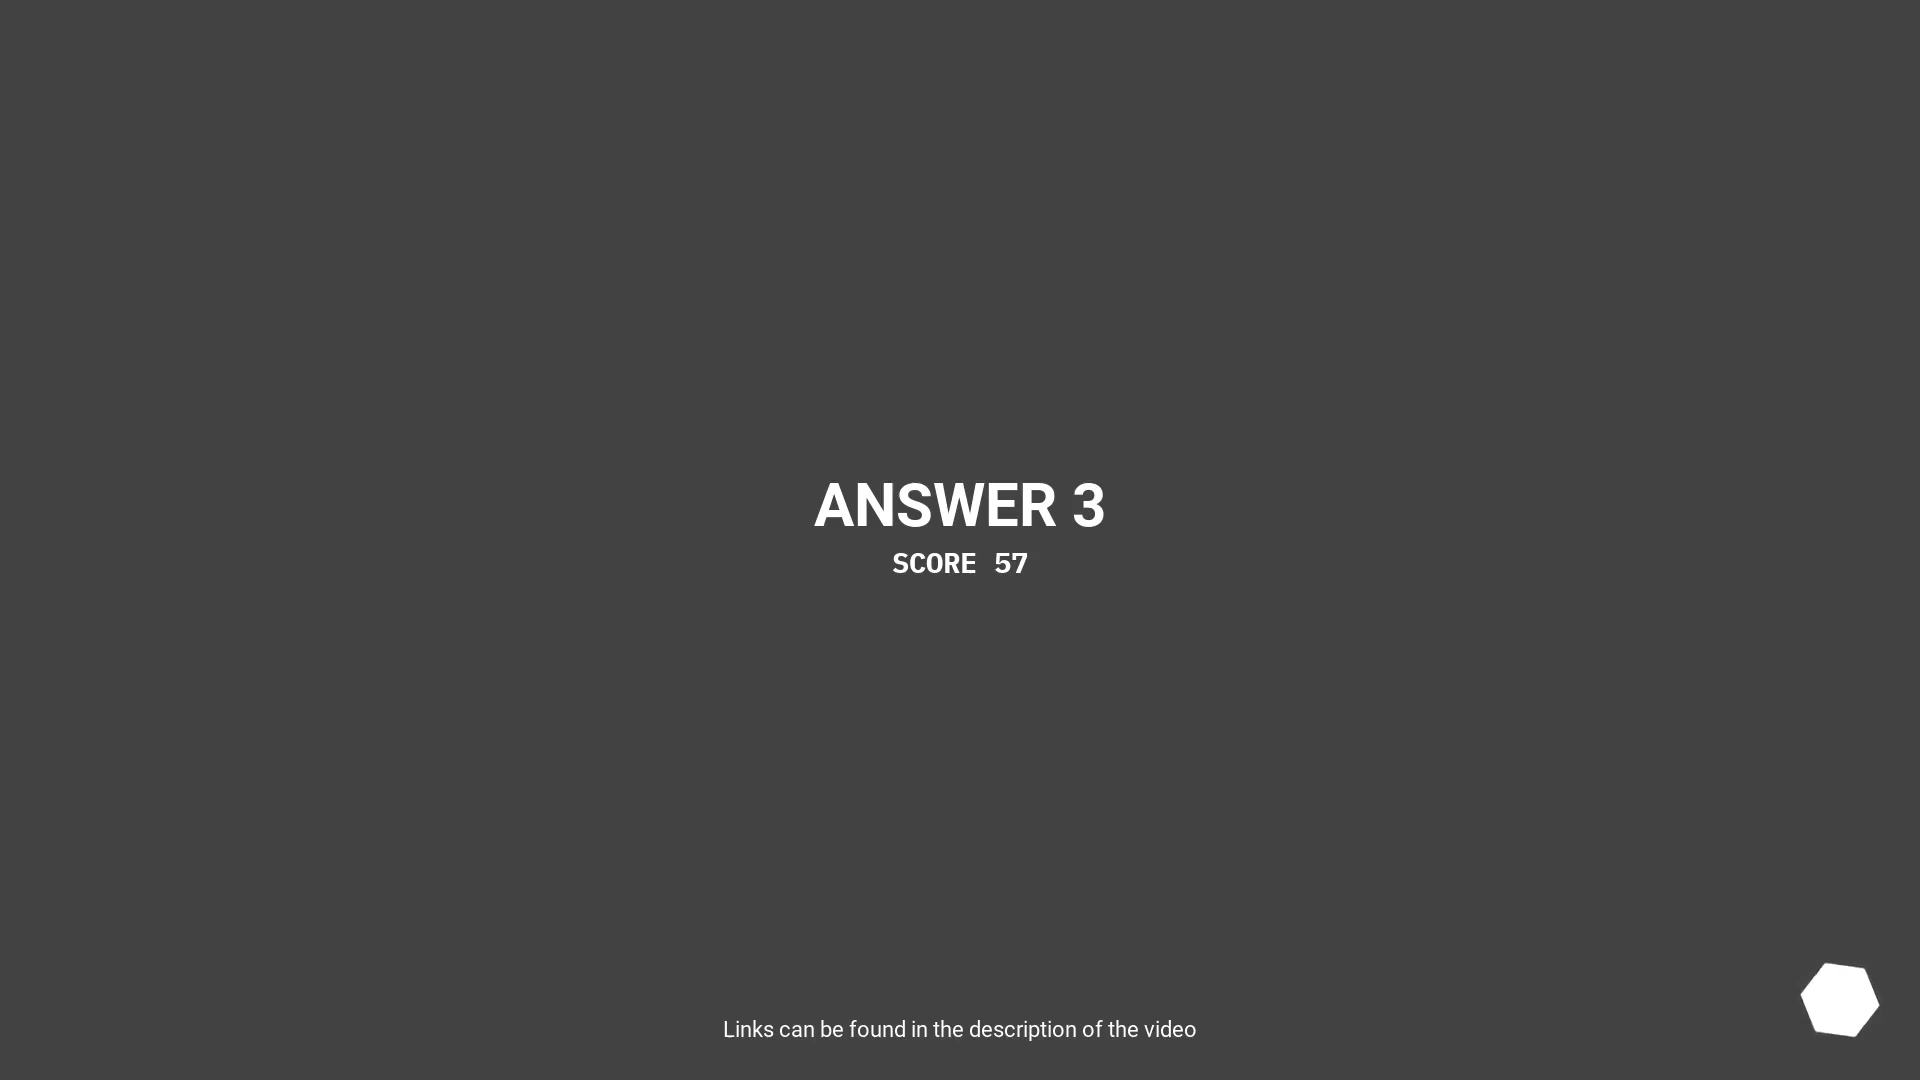 ANSWER 3
SCORE 57
Links can be found in the description of the video